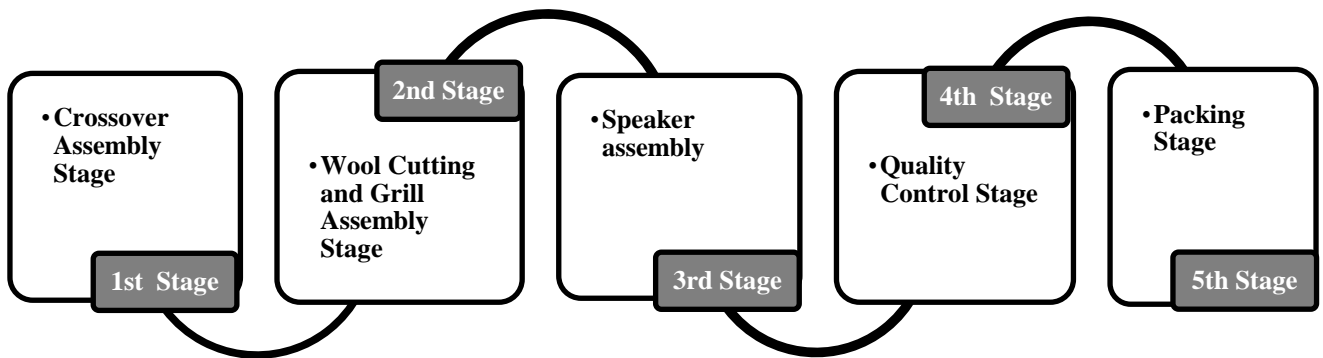 • Crossover
Assembly
Stage
1st Stage
2nd Stage
• Wool Cutting
and Grill
Assembly
Stage
• Speaker
assembly
3rd Stage
4th Stage
• Quality
Control Stage
• Packing
Stage
5th Stage